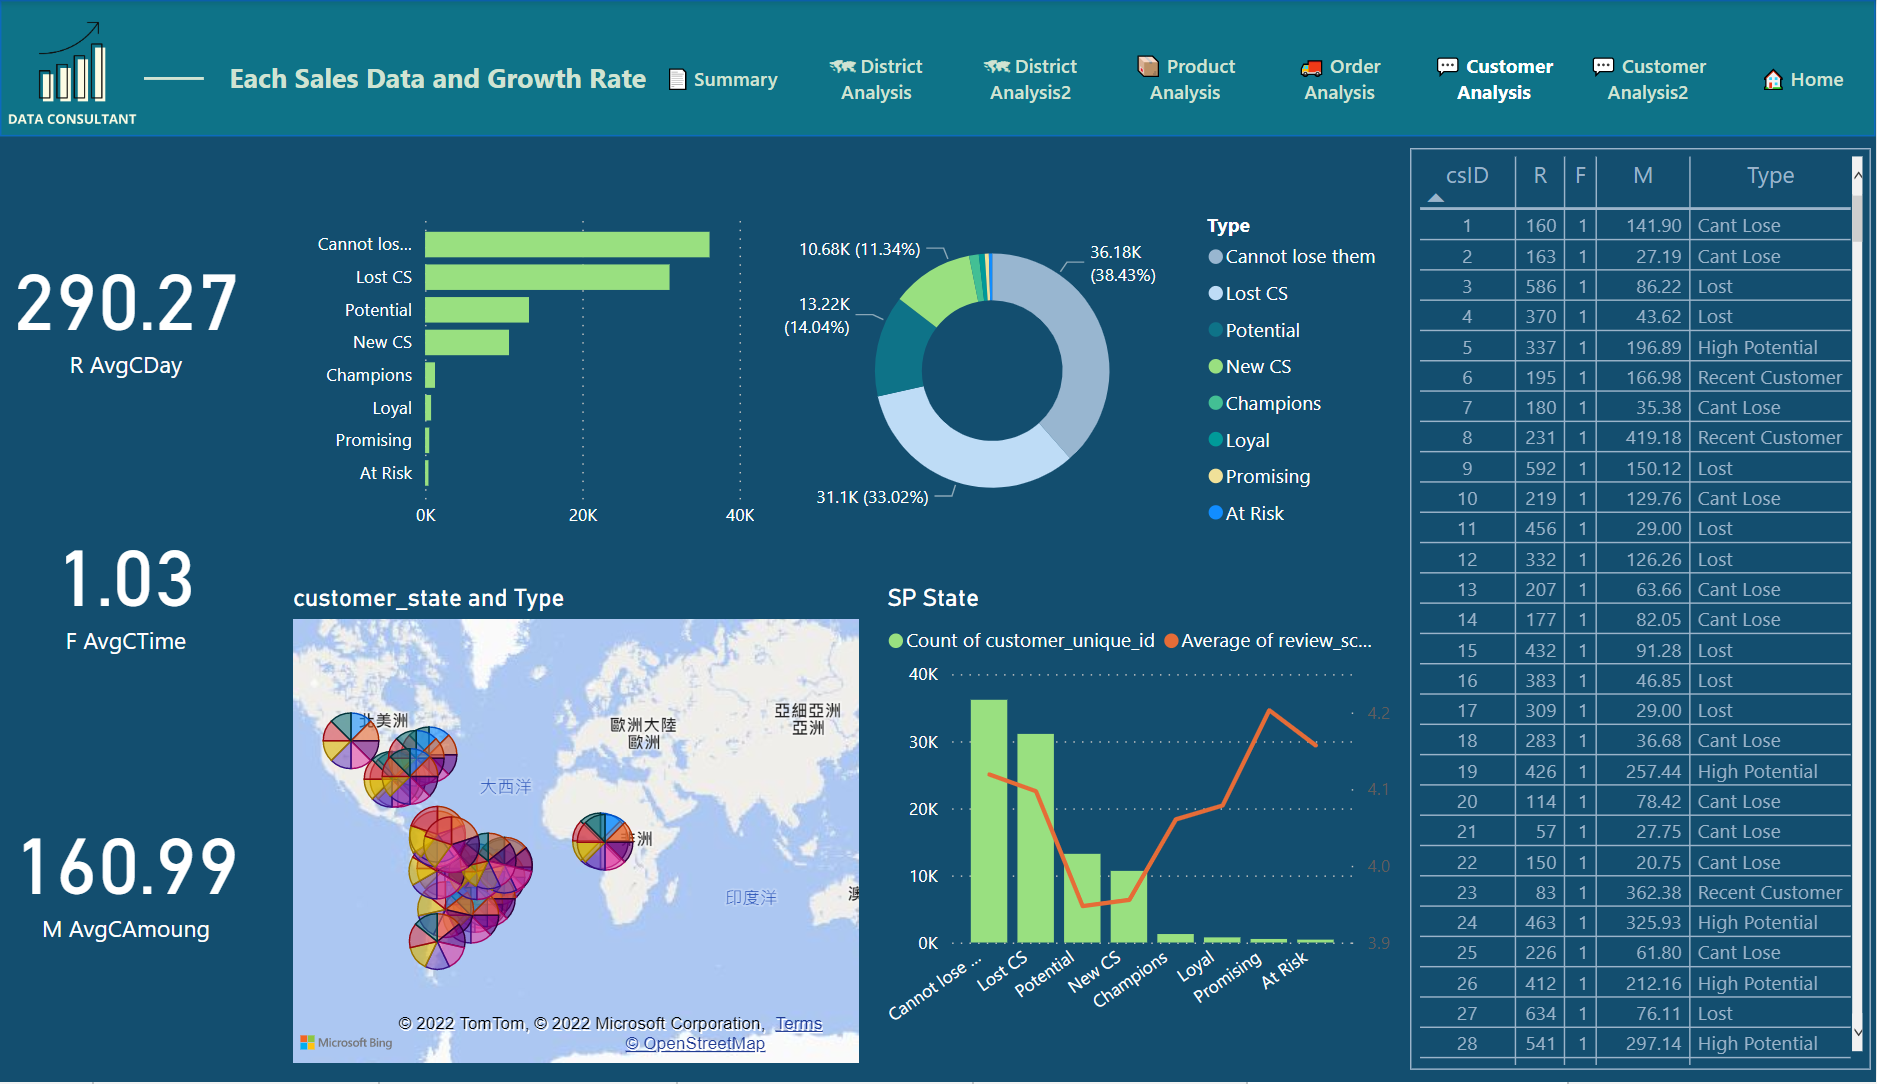 DATA CONSULTANT
Each Sales Data and Growth Rate
Summary
District
Analysis
District
Analysis2
Product
Analysis
Order
Analysis
Customer
Analysis
Customer
Analysis2
Home
290.27
R AvgCDay
1.03
F AvgCTime
160.99
M AvgCAmoung
Cannot los...
Lost CS
Potential
New CS
Champions
Loyal
Promising
At Risk
0K 20K 40K
10.68K (11.34%)
36.18K
(38.43%)
13.22K
(14.04%)
31.1K (33.02%)
Type
Cannot lose them
Lost CS
Potential
New CS
Champions
Loyal
Promising
At Risk
customer_state and Type
北美洲
大西洋
歐洲大陸
歐洲
亞細亞洲
亞洲
非洲
印度洋
澳
© 2022 TomTom, © 2022 Microsoft Corporation, Terms
© OpenStreetMap
Microsoft Bing
SP State
Count of customer_unique_id Average of review_sc...
40K
30K
20K
10K
0K
4.2
4.1
4.0
3.9
Cannot lose ...
Lost CS
Potential
New CS
Champions
Loyal
Promising
At Risk
csID R F M Type
1 160 1 141.90 Cant Lose
2 163 1 27.19 Cant Lose
3 586 1 86.22 Lost
4 370 1 43.62 Lost
5 337 1 196.89 High Potential
6 195 1 166.98 Recent Customer
7 180 1 35.38 Cant Lose
8 231 1 419.18 Recent Customer
9 592 1 150.12 Lost
10 219 1 129.76 Cant Lose
11 456 1 29.00 Lost
12 332 1 126.26 Lost
13 207 1 63.66 Cant Lose
14 177 1 82.05 Cant Lose
15 432 1 91.28 Lost
16 383 1 46.85 Lost
17 309 1 29.00 Lost
18 283 1 36.68 Cant Lose
19 426 1 257.44 High Potential
20 114 1 78.42 Cant Lose
21 57 1 27.75 Cant Lose
22 150 1 20.75 Cant Lose
23 83 1 362.38 Recent Customer
24 463 1 325.93 High Potential
25 226 1 61.80 Cant Lose
26 412 1 212.16 High Potential
27 634 1 76.11 Lost
28 541 1 297.14 High Potential